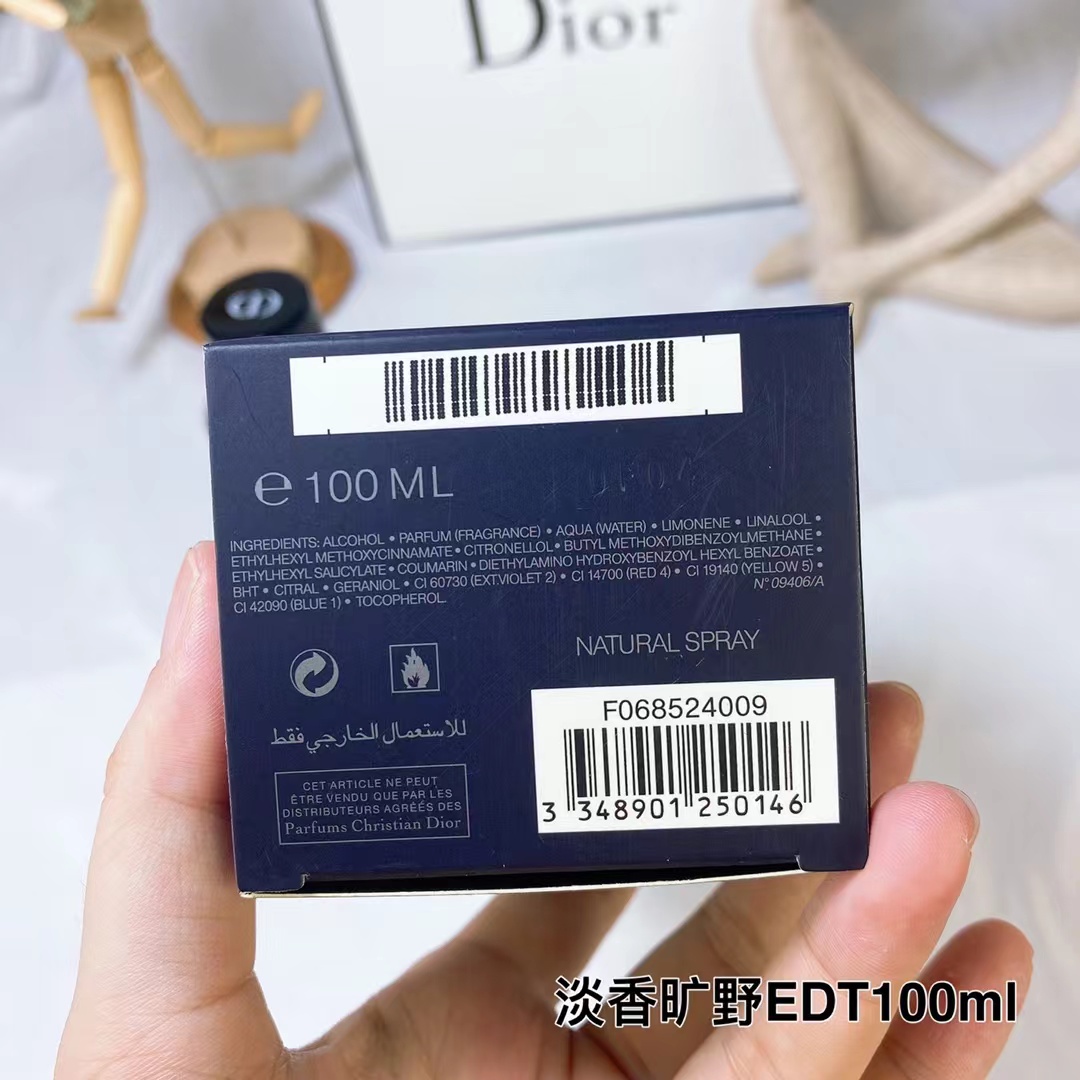 Dior
℮ 100 ML
INGREDIENTS: ALCOHOL • PARFUM (FRAGRANCE) • AQUA (WATER) • LIMONENE • LINALOOL •
ETHYLHEXYL METHOXYCINNAMATE • CITRONELLOL • BUTYL METHOXYDIBENZOYLMETHANE •
ETHYLHEXYL SALICYLATE • COUMARIN • DIETHYLAMINO HYDROXYBENZOYL HEXYL BENZOATE •
BHT • CITRAL • GERANIOL • CI 60730 (EXT.VIOLET 2) • CI 14700 (RED 4) • CI 19140 (YELLOW 5) •
CI 42090 (BLUE 1) • TOCOPHEROL.
N° 09406/A
NATURAL SPRAY
للاستعمال الخارجي فقط
CET ARTICLE NE PEUT
ÊTRE VENDU QUE PAR LES
DISTRIBUTEURS AGRÉÉS DES
Parfums Christian Dior
F068524009
3 348901 250146
淡香旷野EDT100ml